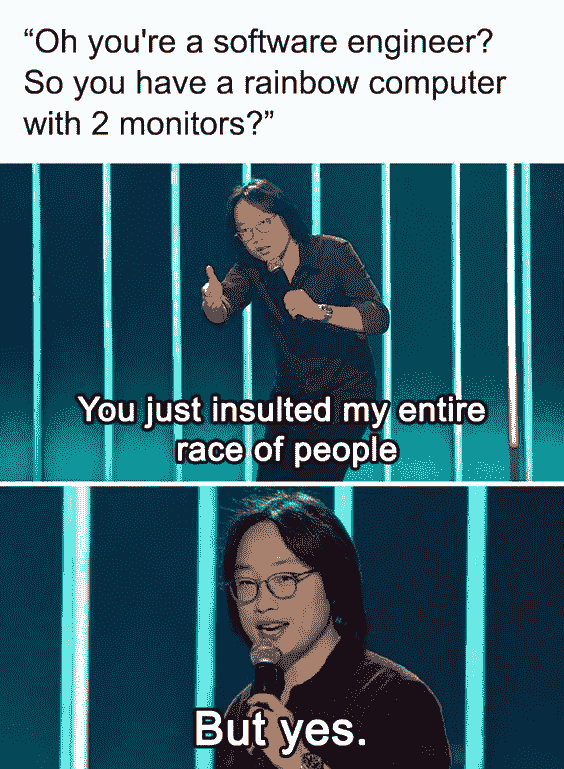 “Oh you're a software engineer?
So you have a rainbow computer
with 2 monitors?”
You just insulted my entire
race of people
But yes.